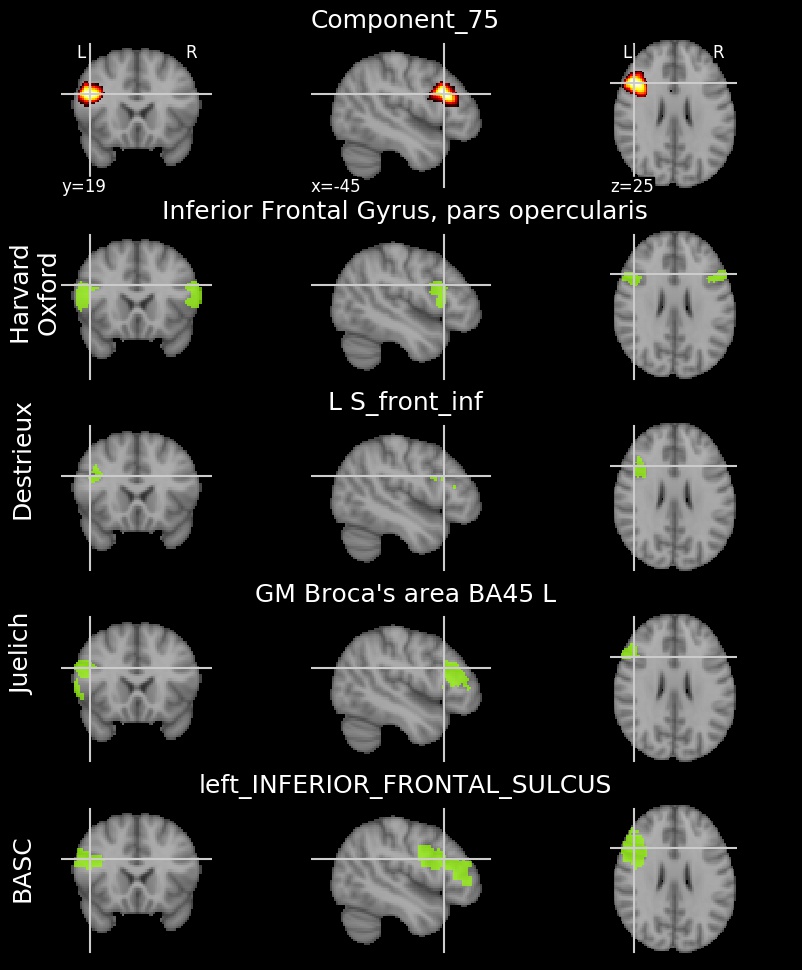 Component_75
L
R
L
R
y=19
x=-45
z=25
Inferior Frontal Gyrus, pars opercularis
Harvard
Oxford
L S_front_inf
Destrieux
GM Broca's area BA45 L
Juelich
left_INFERIOR_FRONTAL_SULCUS
BASC